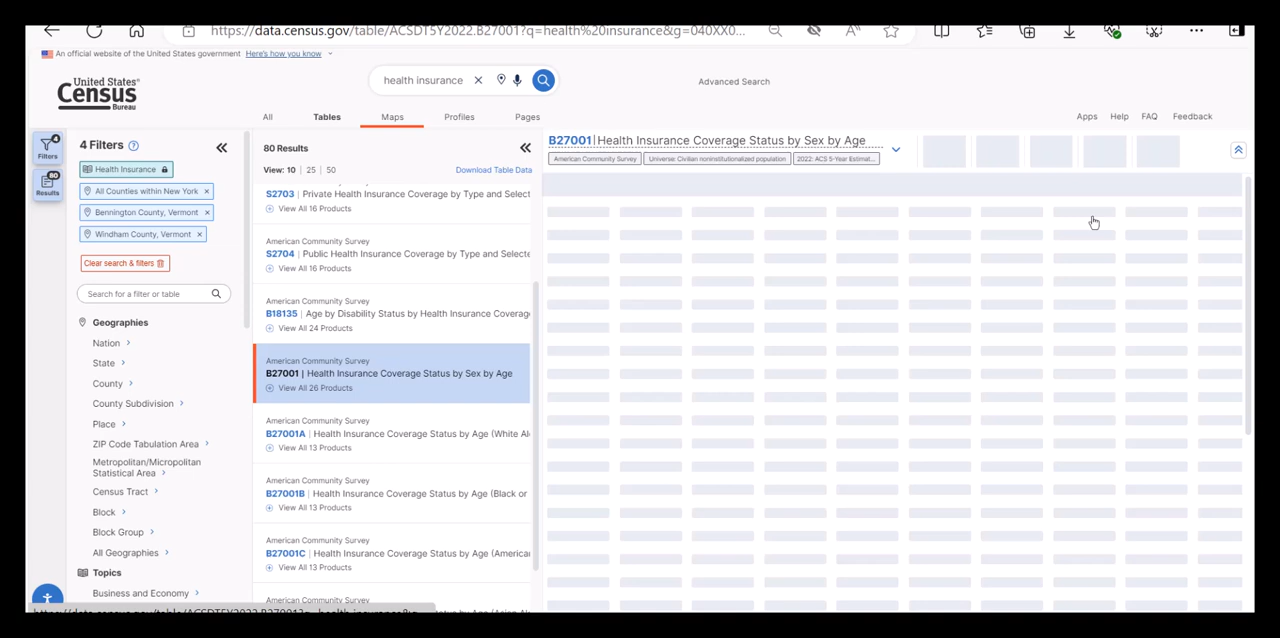 https://data.census.gov/table/ACSDT5Y2022.B27001?q=health%20insurance&g=040XX0...
An official website of the United States government Here's how you know
United States®
Census
Bureau
health insurance
Advanced Search
All Tables Maps Profiles Pages
Apps Help FAQ Feedback
4
Filters
80
Results
4 Filters
Health Insurance
All Counties within New York ×
Bennington County, Vermont ×
Windham County, Vermont ×
Clear search & filters
Search for a filter or table
Geographies
Nation
State
County
County Subdivision
Place
ZIP Code Tabulation Area
Metropolitan/Micropolitan
Statistical Area
Census Tract
Block
Block Group
All Geographies
Topics
Business and Economy
80 Results
View: 10 | 25 | 50 Download Table Data
S2703 | Private Health Insurance Coverage by Type and Select
View All 16 Products
American Community Survey
S2704 | Public Health Insurance Coverage by Type and Selecte
View All 16 Products
American Community Survey
B18135 | Age by Disability Status by Health Insurance Coverag
View All 24 Products
American Community Survey
B27001 | Health Insurance Coverage Status by Sex by Age
View All 26 Products
American Community Survey
B27001A | Health Insurance Coverage Status by Age (White Al
View All 13 Products
American Community Survey
B27001B | Health Insurance Coverage Status by Age (Black or
View All 13 Products
American Community Survey
B27001C | Health Insurance Coverage Status by Age (America
View All 13 Products
American Community Survey
B27001 | Health Insurance Coverage Status by Sex by Age
American Community Survey Universe: Civilian noninstitutionalized population 2022: ACS 5-Year Estimat...